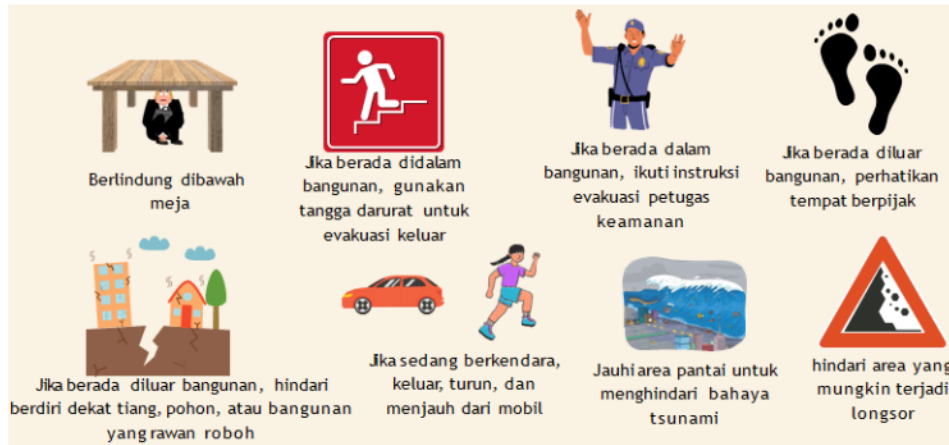 Berlindung dibawah
meja
Jika berada didalam
bangunan, gunakan
tangga darurat untuk
evakuasi keluar
Jika berada dalam
bangunan, ikuti instruksi
evakuasi petugas
keamanan
Jika berada diluar
bangunan, perhatikan
tempat berpijak
Jika berada diluar bangunan, hindari
berdiri dekat tiang, pohon, atau bangunan
yang rawan roboh
Jika sedang berkendara,
keluar, turun, dan
menjauh dari mobil
Jauhi area pantai untuk
menghindari bahaya
tsunami
hindari area yang
mungkin terjadi
longsor